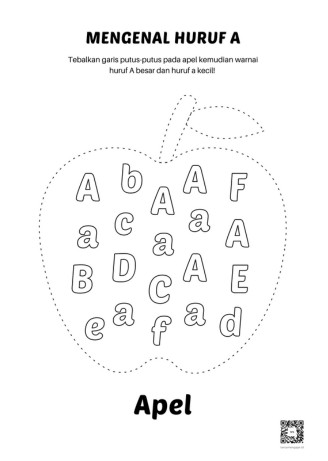 MENGENAL HURUF A
Tebalkan garis putus-putus pada apel kemudian warnai
huruf A besar dan huruf a kecil!
A b A A F
a c a a A
B D C A E
e a f a d
Apel